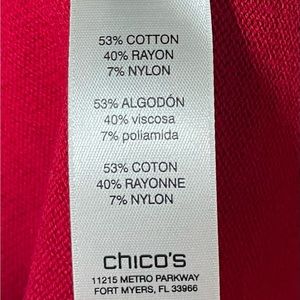 53% COTTON
40% RAYON
7% NYLON
53% ALGODÓN
40% viscosa
7% poliamida
53% COTON
40% RAYONNE
7% NYLON
chico's
11215 METRO PARKWAY
FORT MYERS, FL 33966